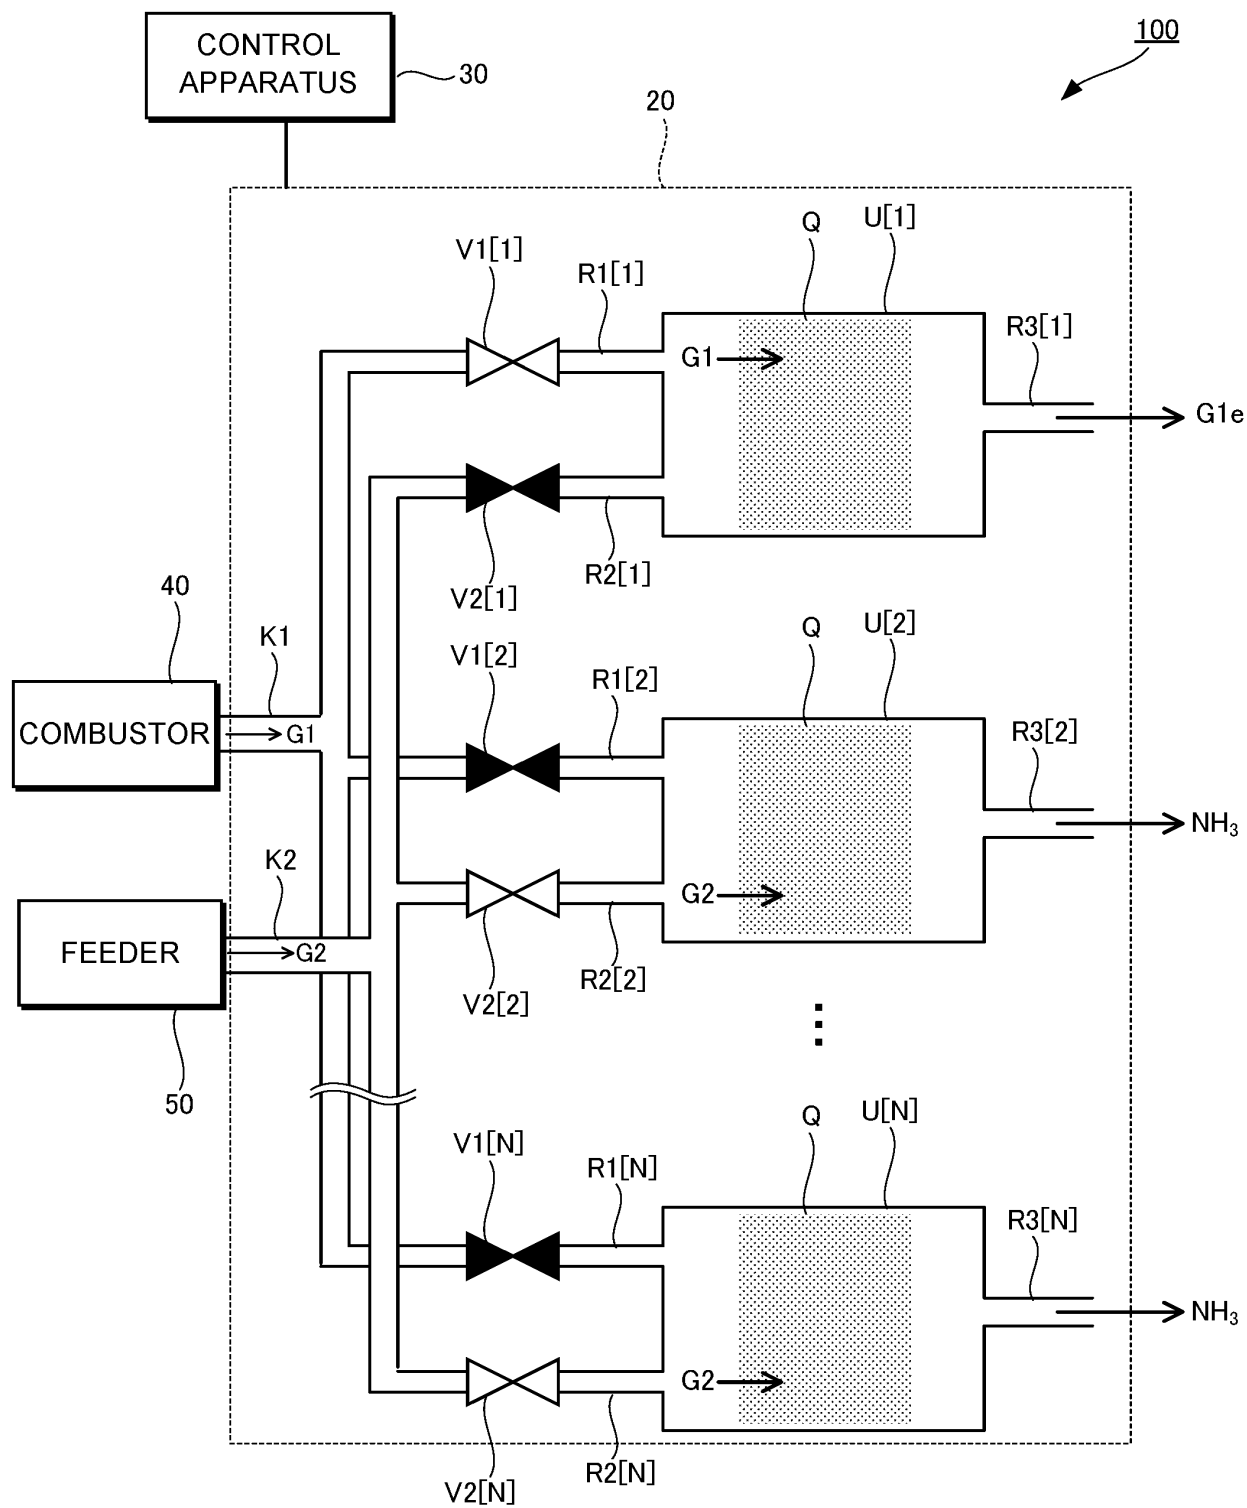 100
CONTROL
APPARATUS
30
20
Q
U[1]
V1[1]
R1[1]
R3[1]
G1
G1e
V2[1]
R2[1]
40
K1
COMBUSTOR
G1
Q
U[2]
V1[2]
R1[2]
R3[2]
NH3
K2
FEEDER
G2
G2
V2[2]
R2[2]
50
⋮
Q
U[N]
V1[N]
R1[N]
R3[N]
NH3
G2
V2[N]
R2[N]